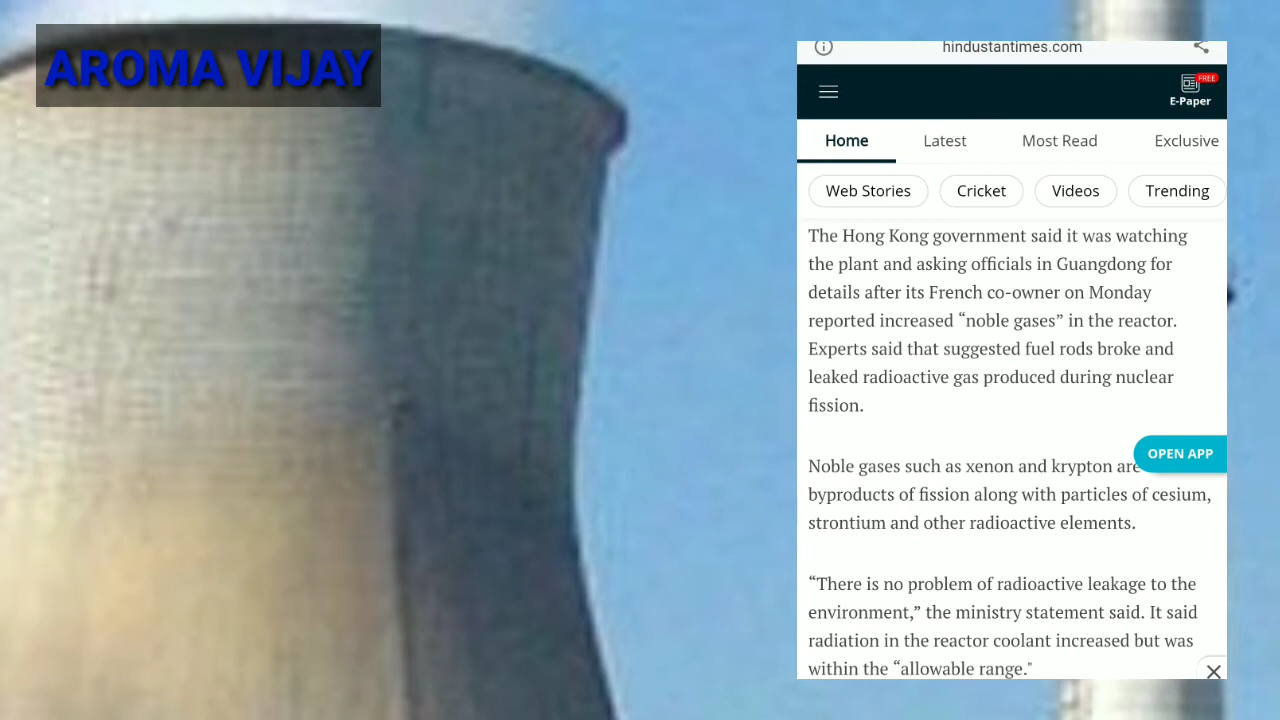 AROMA VIJAY
hindustantimes.com
FREE
E-Paper
Home Latest Most Read Exclusive
Web Stories Cricket Videos Trending
The Hong Kong government said it was watching
the plant and asking officials in Guangdong for
details after its French co-owner on Monday
reported increased “noble gases” in the reactor.
Experts said that suggested fuel rods broke and
leaked radioactive gas produced during nuclear
fission.
OPEN APP
Noble gases such as xenon and krypton are
byproducts of fission along with particles of cesium,
strontium and other radioactive elements.
“There is no problem of radioactive leakage to the
environment,” the ministry statement said. It said
radiation in the reactor coolant increased but was
within the “allowable range."